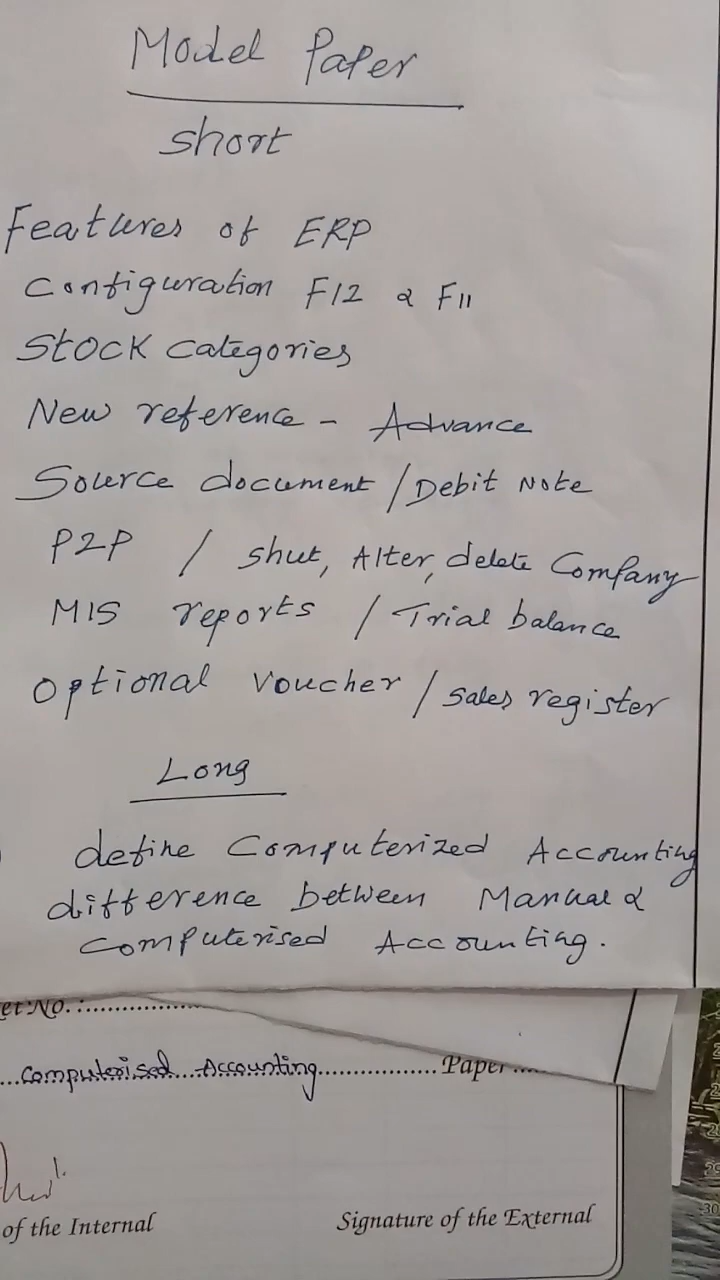 Model Paper
Short
Features of ERP
Configuration F12 & F11
Stock categories
New reference - Advance
Source document / Debit Note
P2P / shut, Alter, delete Company
MIS reports / Trial balance
Optional Voucher / Sales register
Long
define Computerized Accounting
difference between Manual &
Computerised Accounting.
et No. :..................
...Computerised...Accounting.................. Paper .....
of the Internal
Signature of the External